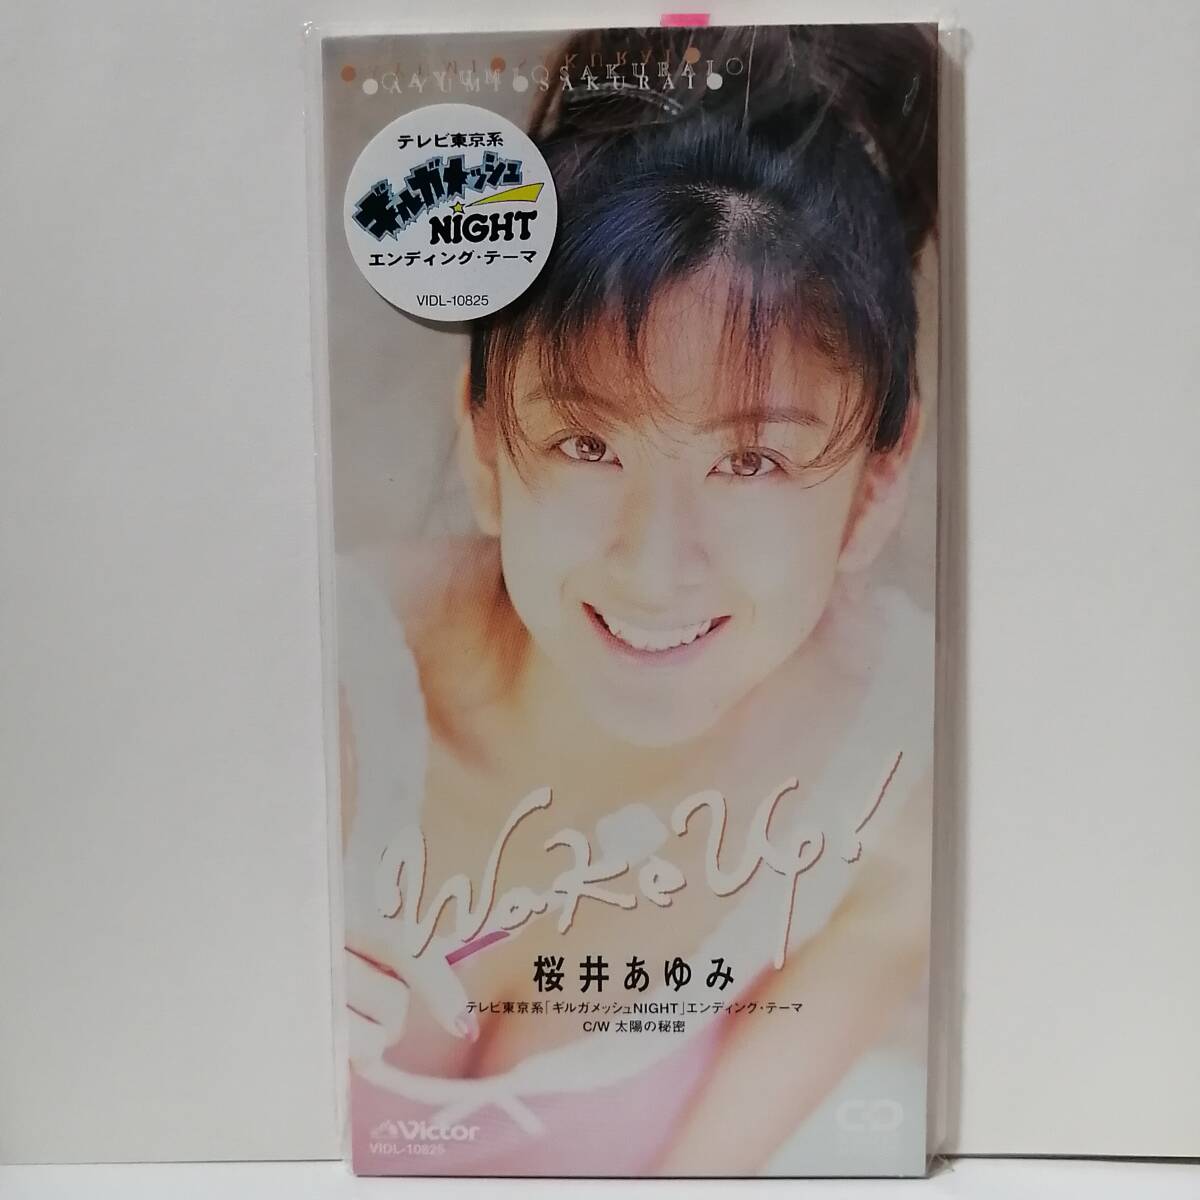 ●AYUMI●SAKURAI●
テレビ東京系
ギルガメッシュ
NIGHT
エンディング・テーマ
VIDL-10825
Wake Up!
桜井あゆみ
テレビ東京系「ギルガメッシュNIGHT」エンディング・テーマ
C/W 太陽の秘密
Victor
VIDL-10825
CD